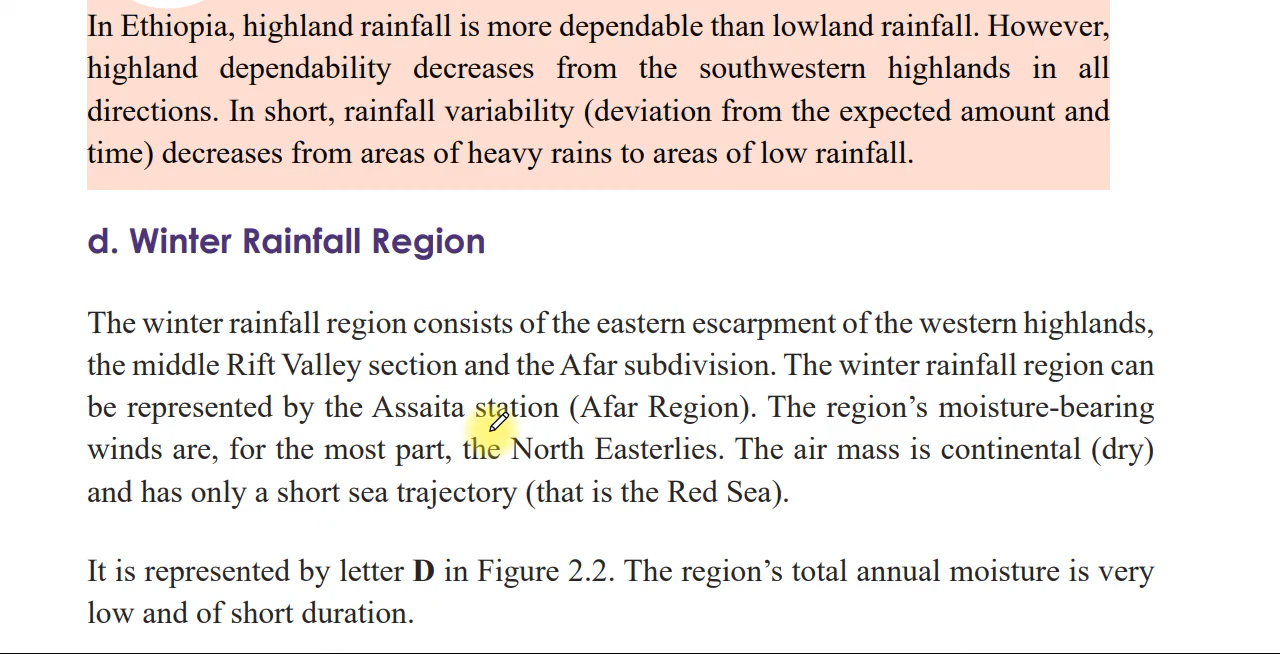 In Ethiopia, highland rainfall is more dependable than lowland rainfall. However,
highland dependability decreases from the southwestern highlands in all
directions. In short, rainfall variability (deviation from the expected amount and
time) decreases from areas of heavy rains to areas of low rainfall.
d. Winter Rainfall Region
The winter rainfall region consists of the eastern escarpment of the western highlands,
the middle Rift Valley section and the Afar subdivision. The winter rainfall region can
be represented by the Assaita station (Afar Region). The region’s moisture-bearing
winds are, for the most part, the North Easterlies. The air mass is continental (dry)
and has only a short sea trajectory (that is the Red Sea).
It is represented by letter D in Figure 2.2. The region’s total annual moisture is very
low and of short duration.